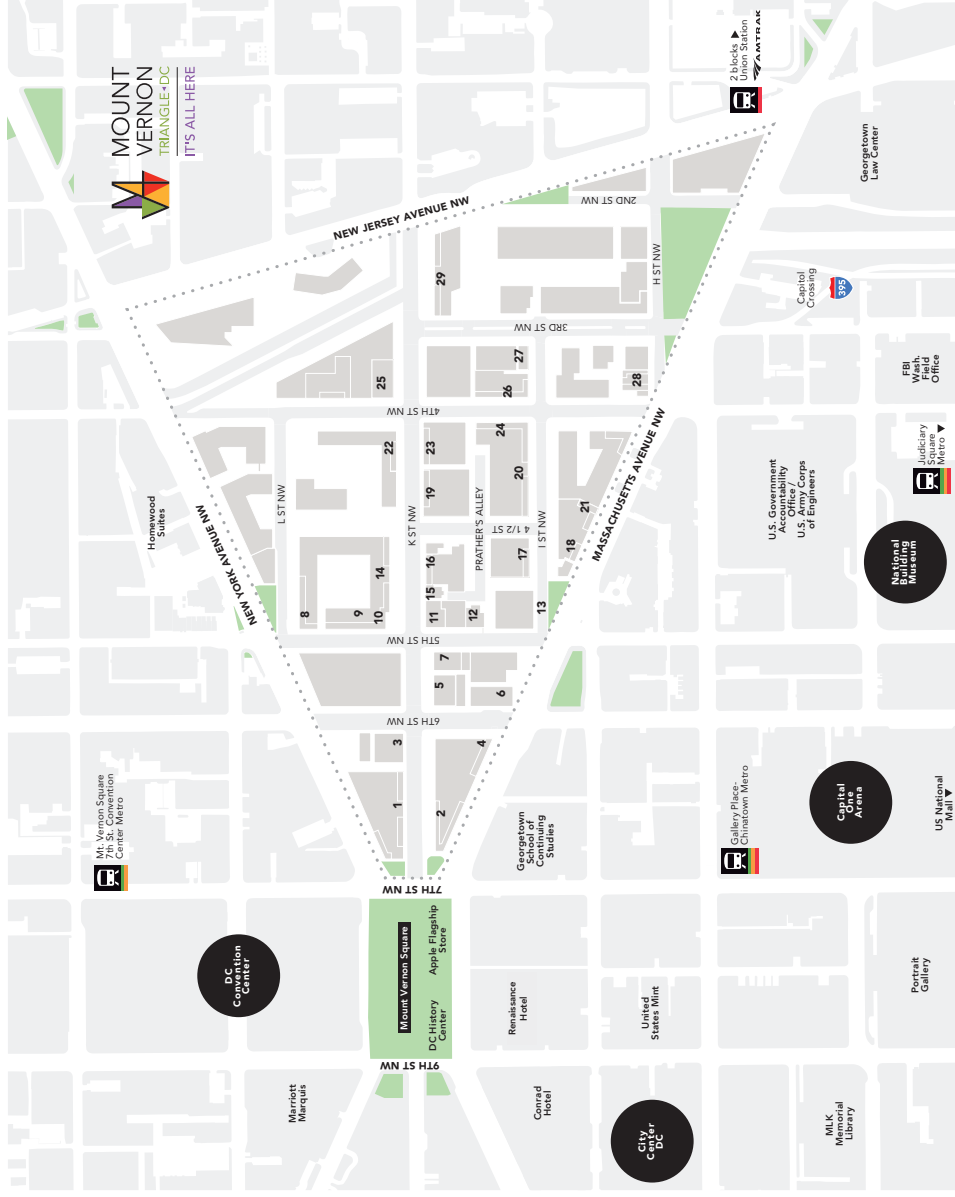 MOUNT
VERNON
TRIANGLE DC
IT'S ALL HERE
2 blocks ▶
Union Station
AMTRAK
Georgetown
Law Center
Capitol
Crossing
395
FBI
Wash.
Field
Office
Judiciary
Square
Metro ▼
National
Building
Museum
U.S. Government
Accountability
Office /
U.S. Army Corps
of Engineers
Homewood
Suites
NEW JERSEY AVENUE NW
NEW YORK AVENUE NW
MASSACHUSETTS AVENUE NW
2ND ST NW
3RD ST NW
4TH ST NW
4 1/2 ST
5TH ST NW
6TH ST NW
7TH ST NW
9TH ST NW
H ST NW
I ST NW
K ST NW
L ST NW
PRATHER'S ALLEY
1
2
3
4
5
6
7
8
9
10
11
12
13
14
15
16
17
18
19
20
21
22
23
24
25
26
27
28
29
Mt. Vernon Square
7th St. Convention
Center Metro
DC
Convention
Center
Mount Vernon Square
DC History
Center
Apple Flagship
Store
Georgetown
School of
Continuing
Studies
Gallery Place-
Chinatown Metro
Capital
One
Arena
US National
Mall ▼
Renaissance
Hotel
United
States Mint
Portrait
Gallery
Marriott
Marquis
Conrad
Hotel
City
Center
DC
MLK
Memorial
Library